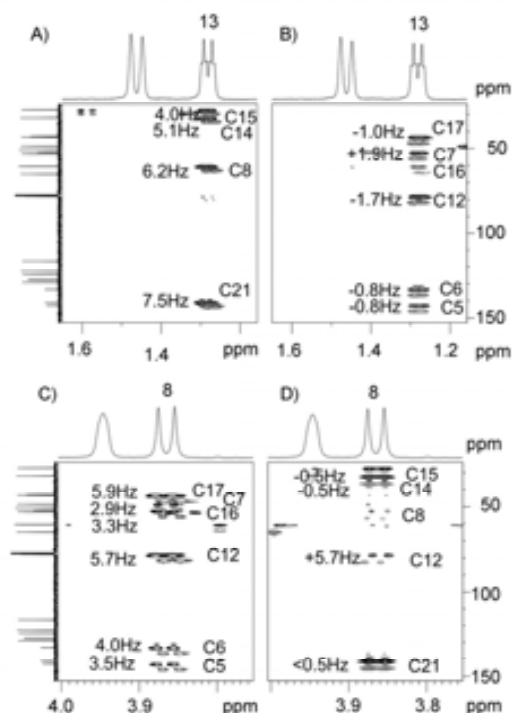 A) 13 B) 13
ppm
4.0Hz C15
5.1Hz C14
6.2Hz C8
7.5Hz C21
1.6 1.4 ppm
-1.0Hz C17
+1.9Hz C7
C16
-1.7Hz C12
-0.8Hz C6
-0.8Hz C5
50
100
150
1.6 1.4 1.2
ppm
C) 8 D) 8
ppm
5.9Hz C17
2.9Hz C7
3.3Hz C16
5.7Hz C12
4.0Hz C6
3.5Hz C5
4.0 3.9 ppm
C15
-0.5Hz C14
C8
+5.7Hz C12
<0.5Hz C21
50
100
150
3.9 3.8
ppm